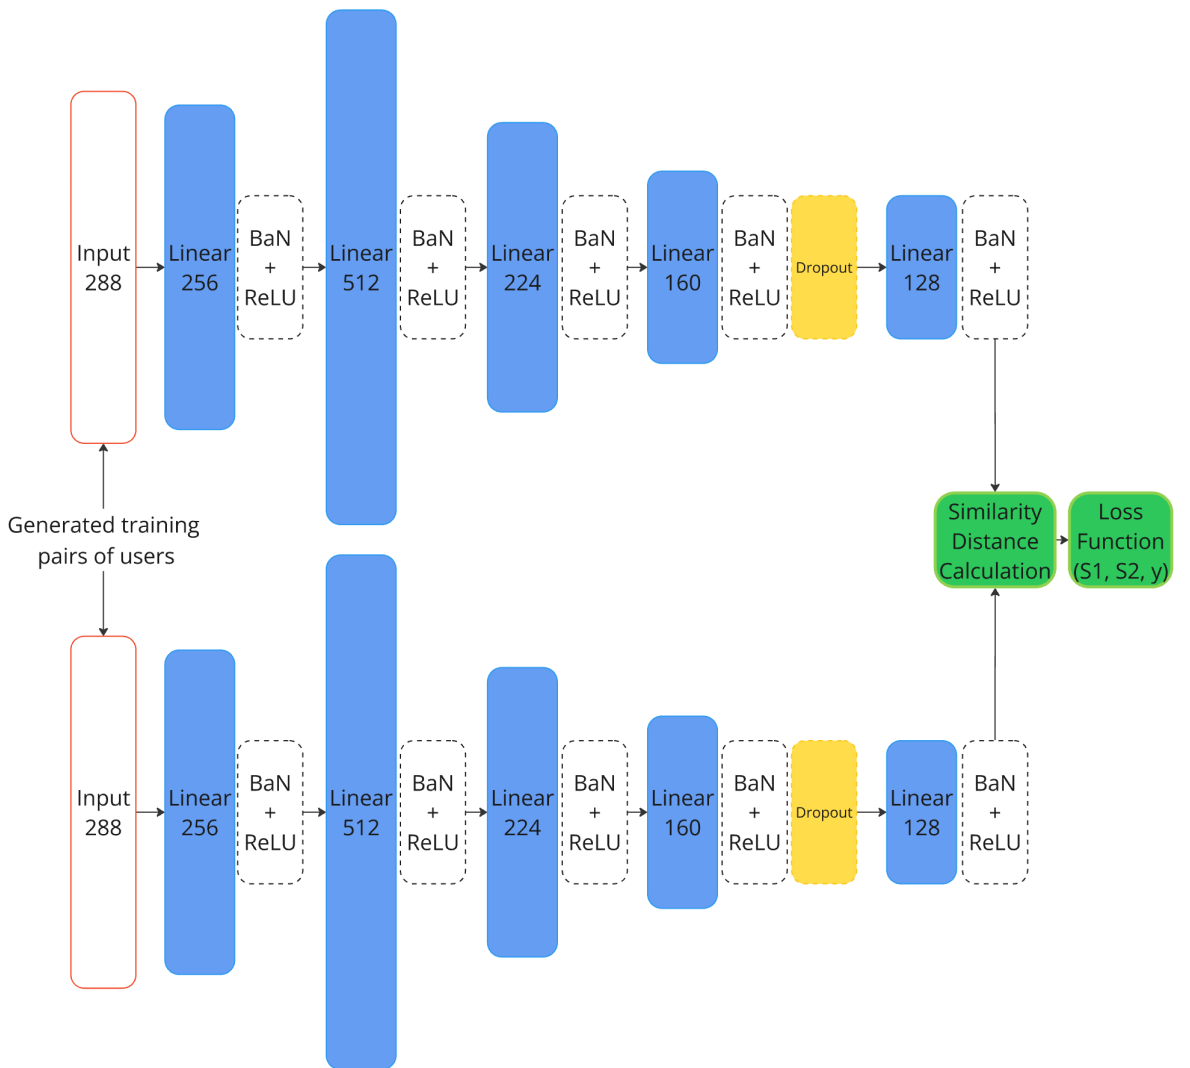 Input
288
Linear
256
BaN
+
ReLU
Linear
512
BaN
+
ReLU
Linear
224
BaN
+
ReLU
Linear
160
BaN
+
ReLU
Dropout
Linear
128
BaN
+
ReLU
Generated training
pairs of users
Similarity
Distance
Calculation
Loss
Function
(S1, S2, y)
Input
288
Linear
256
BaN
+
ReLU
Linear
512
BaN
+
ReLU
Linear
224
BaN
+
ReLU
Linear
160
BaN
+
ReLU
Dropout
Linear
128
BaN
+
ReLU